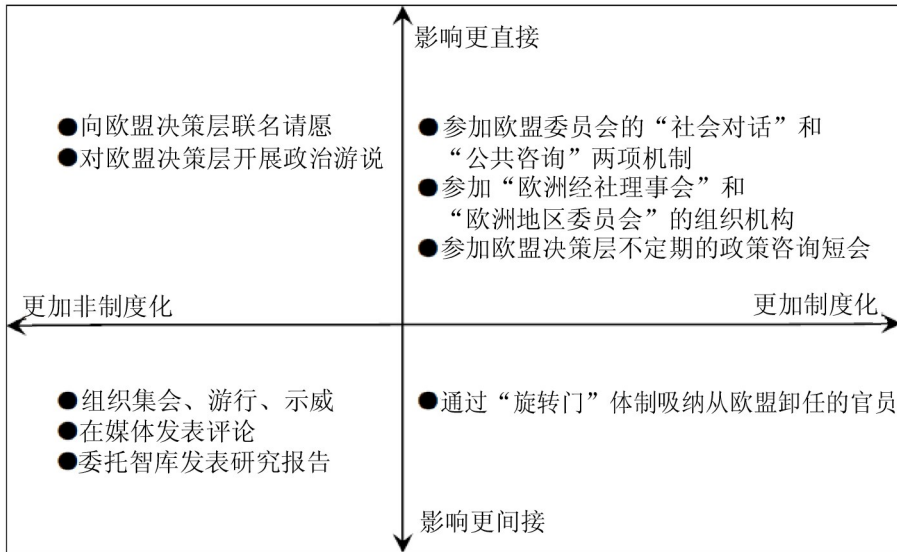 影响更直接
●向欧盟决策层联名请愿
●对欧盟决策层开展政治游说
●参加欧盟委员会的“社会对话”和
“公共咨询”两项机制
●参加“欧洲经社理事会”和
“欧洲地区委员会”的组织机构
●参加欧盟决策层不定期的政策咨询短会
更加非制度化
更加制度化
●组织集会、游行、示威
●在媒体发表评论
●委托智库发表研究报告
●通过“旋转门”体制吸纳从欧盟卸任的官员
影响更间接